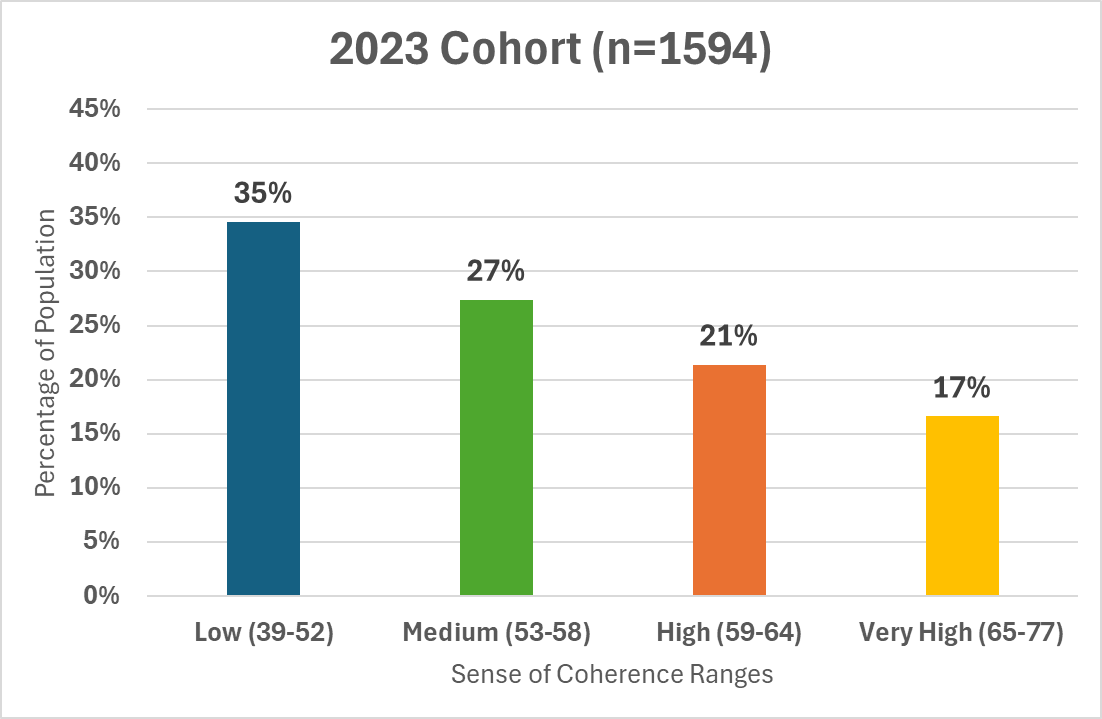 2023 Cohort (n=1594)
45%
40%
35%
30%
25%
20%
15%
10%
5%
0%
Percentage of Population
35%
27%
21%
17%
Low (39-52)
Medium (53-58)
High (59-64)
Very High (65-77)
Sense of Coherence Ranges